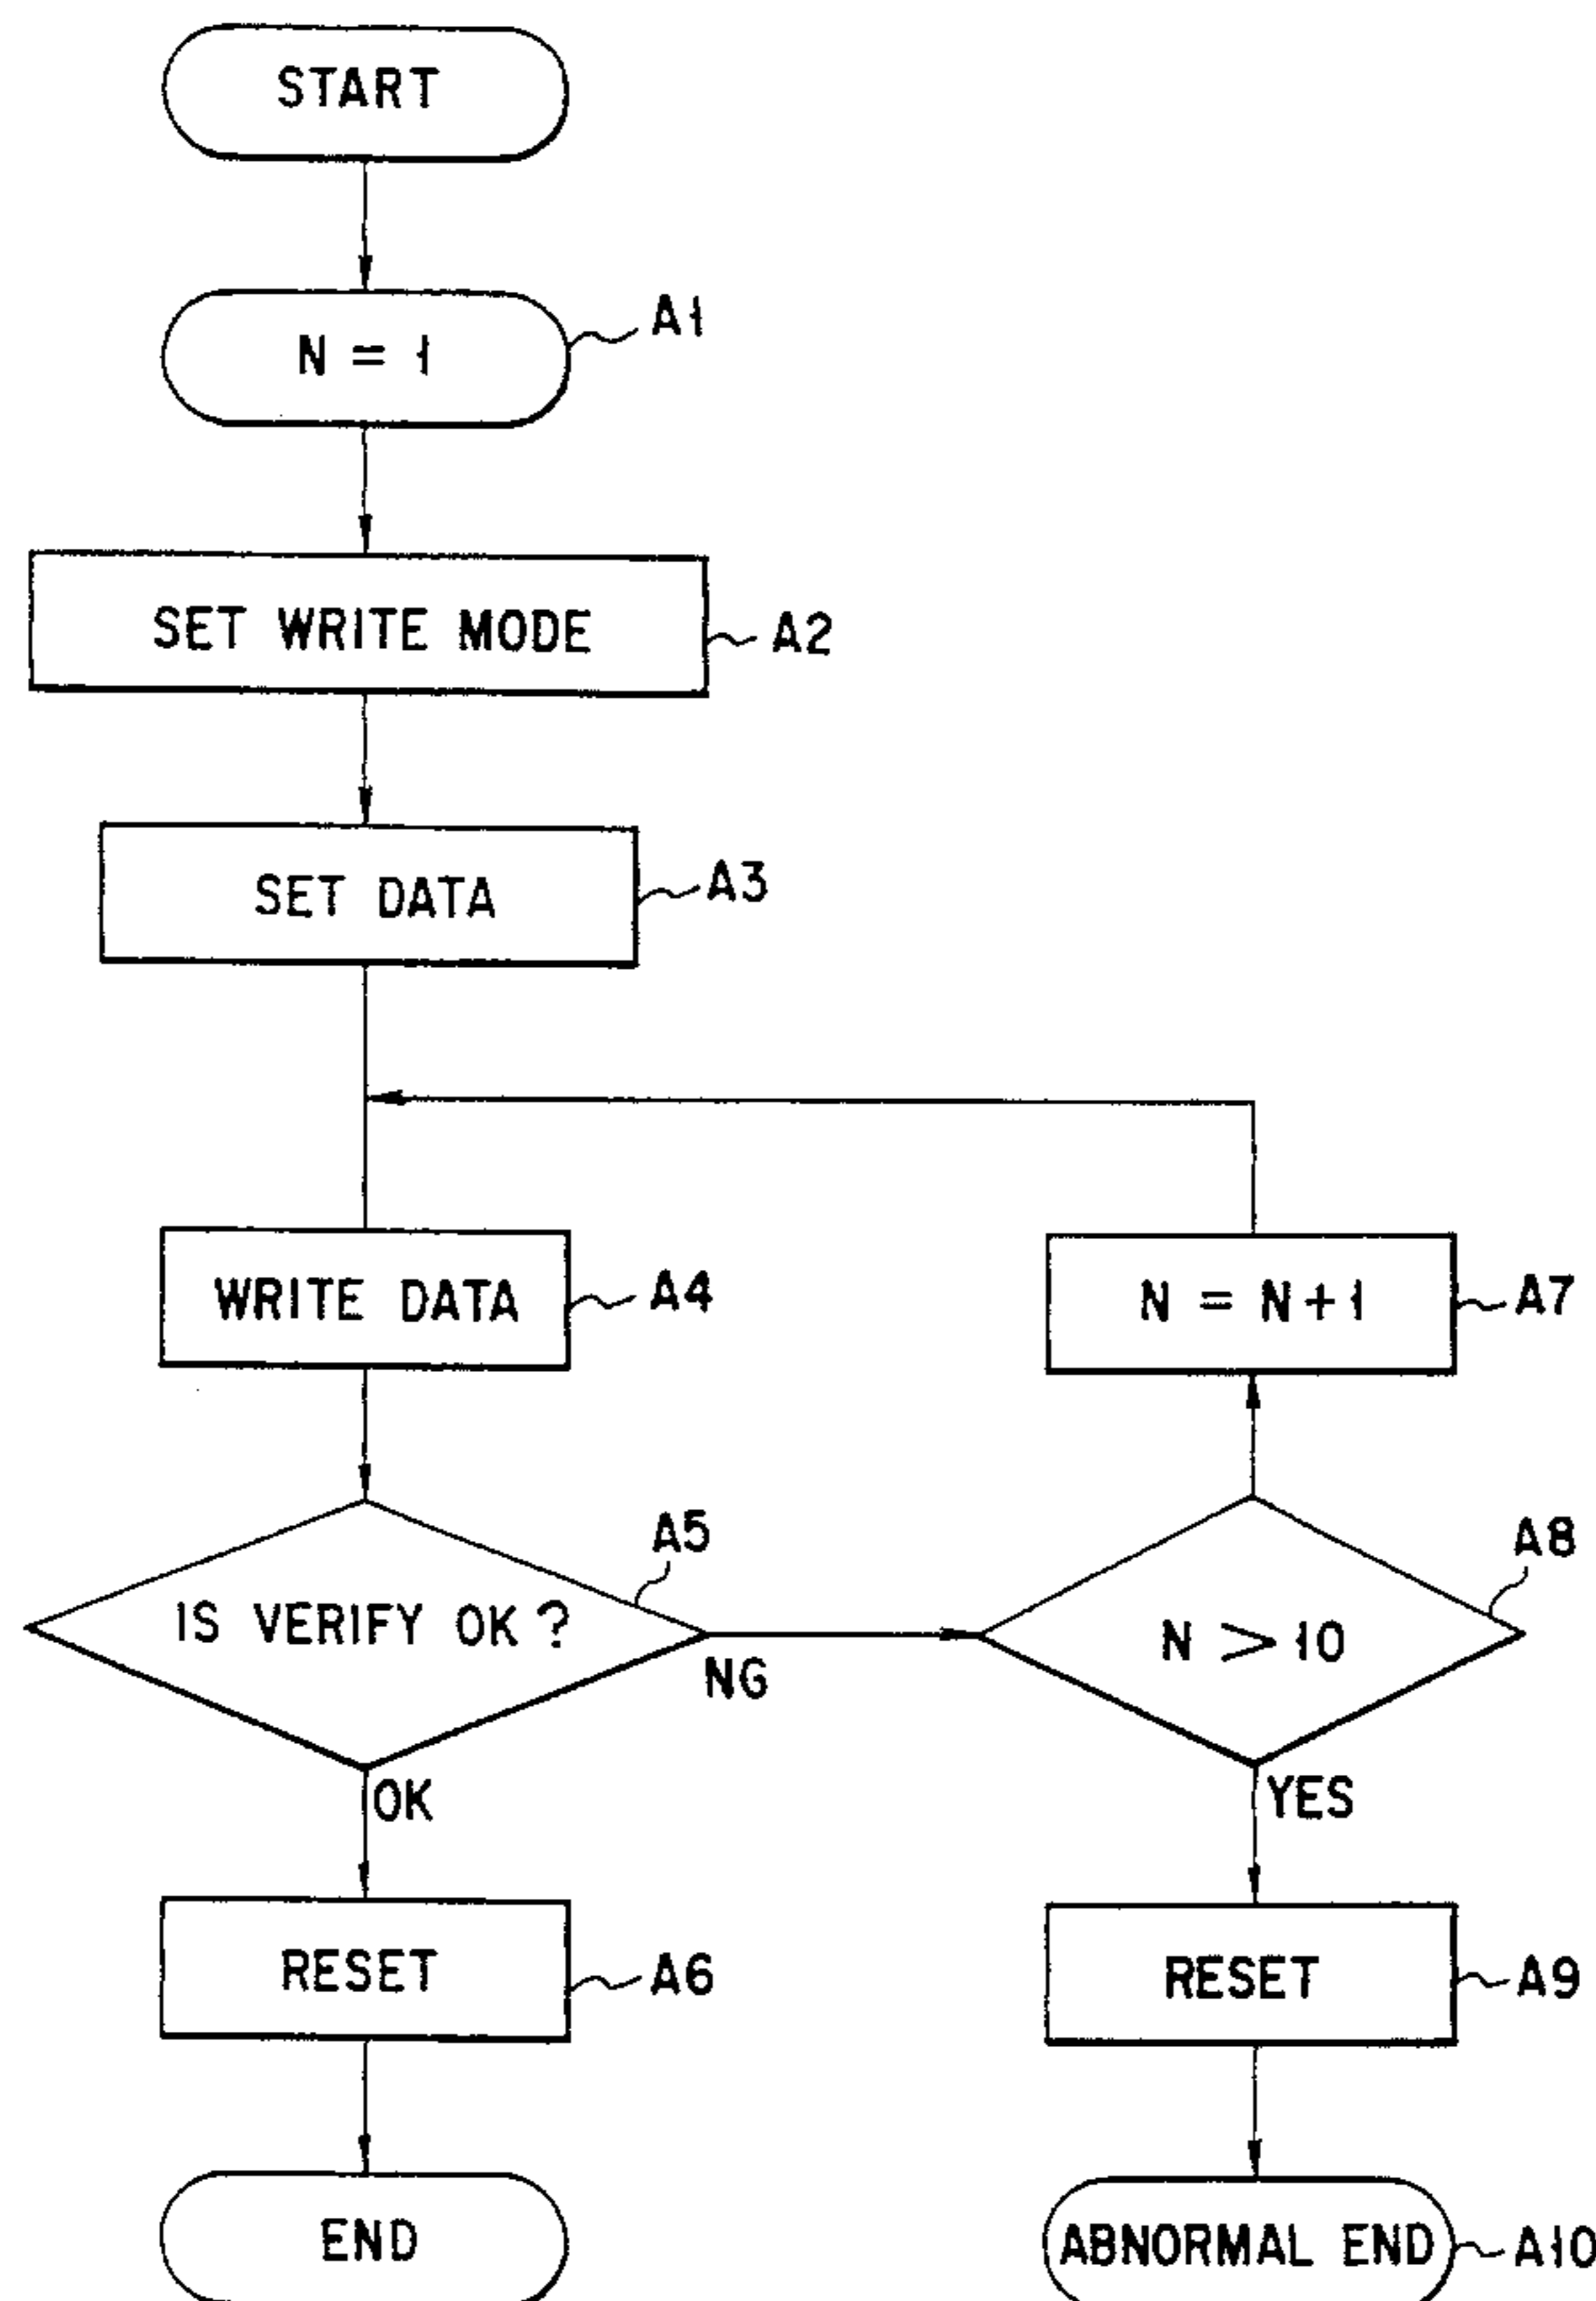 START
N = 1
A1
SET WRITE MODE
A2
SET DATA
A3
WRITE DATA
A4
N = N+1
A7
IS VERIFY OK?
A5
NG
N > 10
A8
OK
YES
RESET
A6
RESET
A9
END
ABNORMAL END
A10